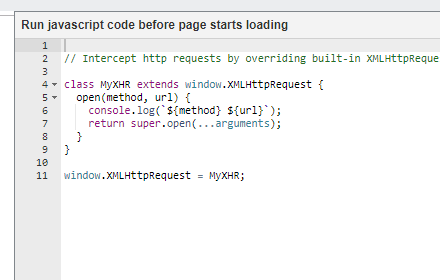 Run javascript code before page starts loading
1
2 // Intercept http requests by overriding built-in XMLHttpReque
3
4 class MyXHR extends window.XMLHttpRequest {
5 open(method, url) {
6 console.log(`${method} ${url}`);
7 return super.open(...arguments);
8 }
9 }
10
11 window.XMLHttpRequest = MyXHR;